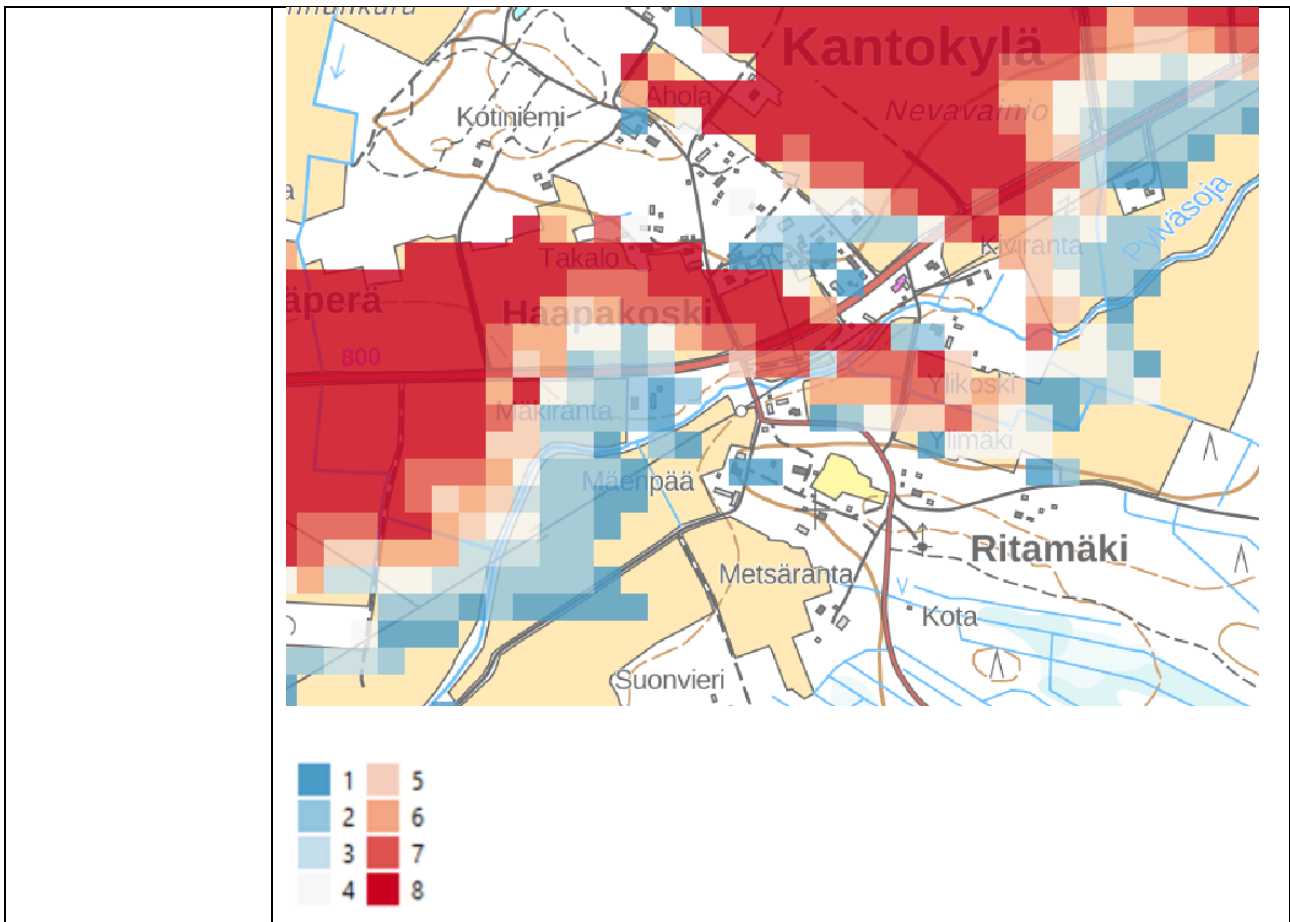 Kantokylä
Ahola
Nevavainio
Kotiniemi
Pylväsoja
Kiviranta
Takalo
äperä
Haapakoski
800
Ylikoski
Mäkiranta
Ylimäki
Mäenpää
Ritamäki
Metsäranta
Kota
Suonvieri
1 5
2 6
3 7
4 8